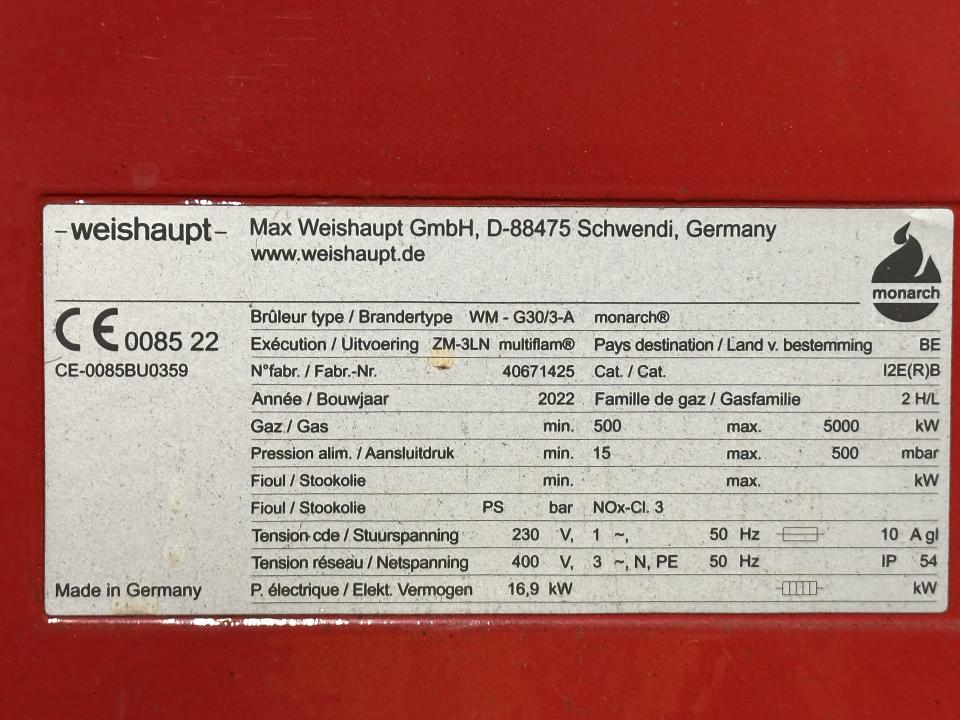 -weishaupt- Max Weishaupt GmbH, D-88475 Schwendi, Germany
www.weishaupt.de
monarch
CE 0085 22
CE-0085BU0359
Brûleur type / Brandertype WM - G30/3-A monarch®
Exécution / Uitvoering ZM-3LN multiflam® Pays destination / Land v. bestemming BE
N°fabr. / Fabr.-Nr. 40671425 Cat. / Cat. I2E(R)B
Année / Bouwjaar 2022 Famille de gaz / Gasfamilie 2 H/L
Gaz / Gas min. 500 max. 5000 kW
Pression alim. / Aansluitdruk min. 15 max. 500 mbar
Fioul / Stookolie min. max. kW
Fioul / Stookolie PS bar NOx-Cl. 3
Tension cde / Stuurspanning 230 V, 1 ~, 50 Hz 10 A gl
Tension réseau / Netspanning 400 V, 3 ~, N, PE 50 Hz IP 54
P. électrique / Elekt. Vermogen 16,9 kW kW
Made in Germany